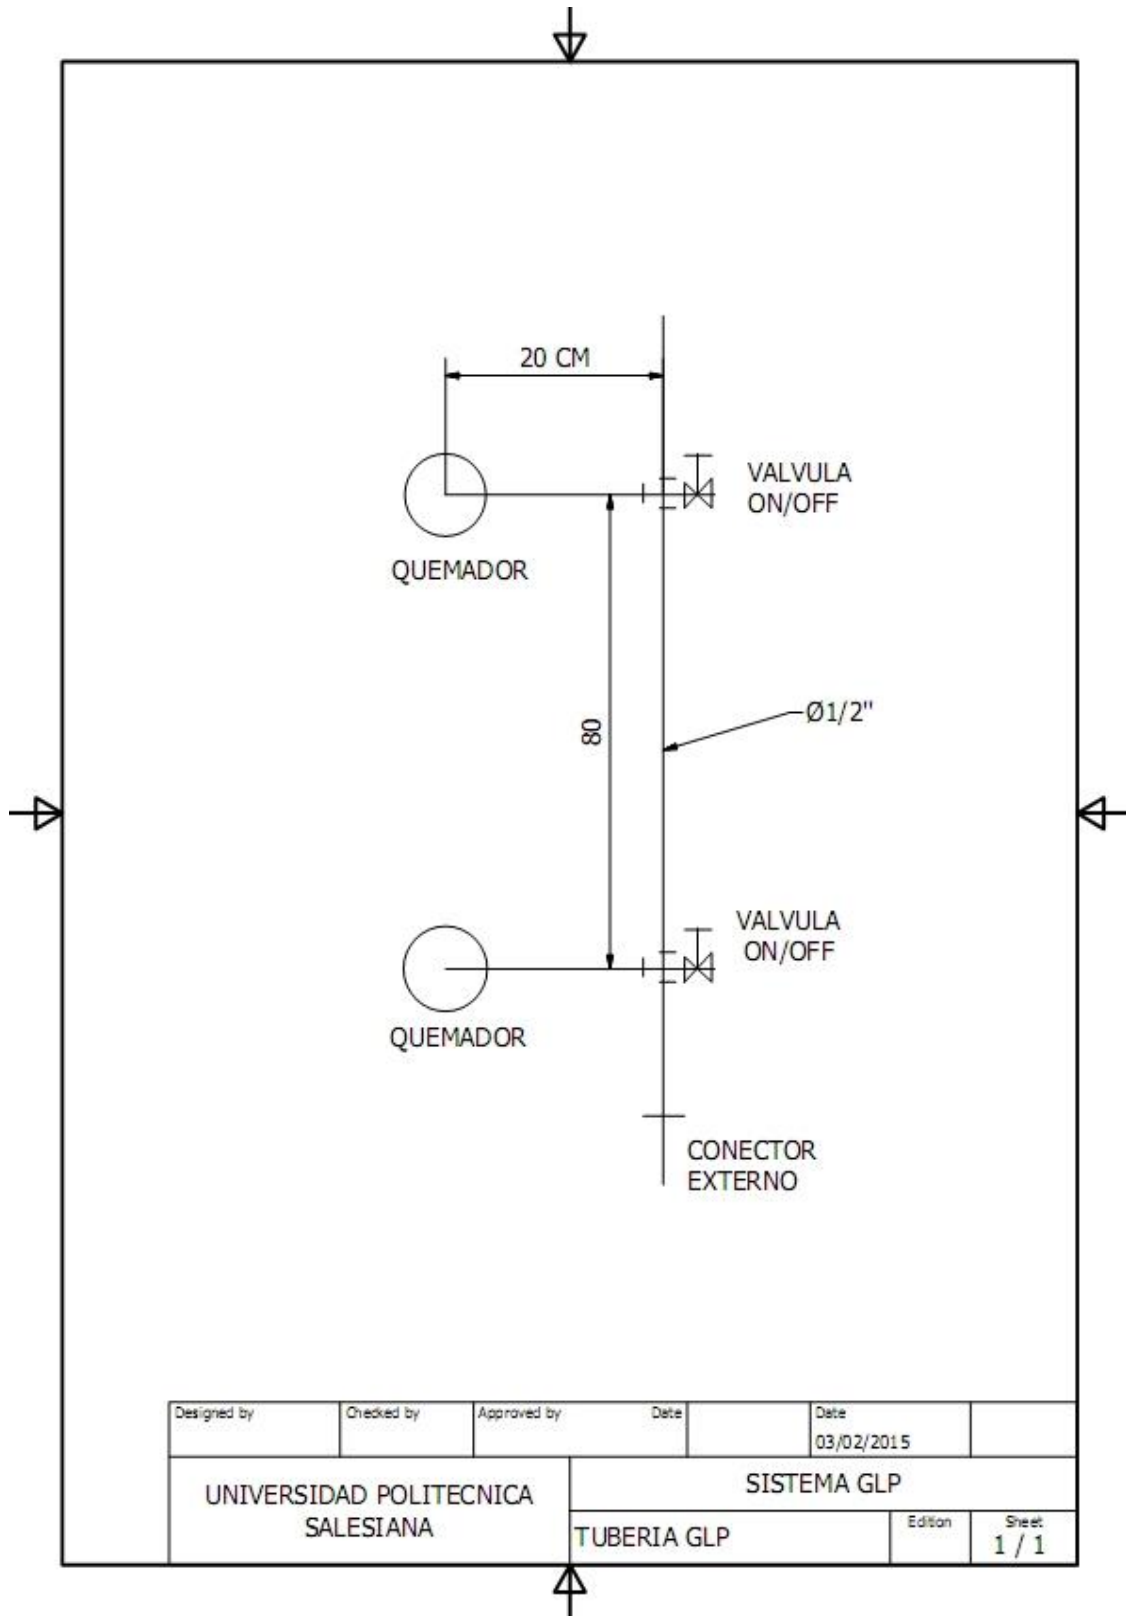 20 CM
VALVULA
ON/OFF
QUEMADOR
Ø1/2"
80
VALVULA
ON/OFF
QUEMADOR
CONECTOR
EXTERNO
Designed by
Checked by
Approved by
Date
Date
03/02/2015
UNIVERSIDAD POLITECNICA
SALESIANA
SISTEMA GLP
TUBERIA GLP
Edition
Sheet
1 / 1